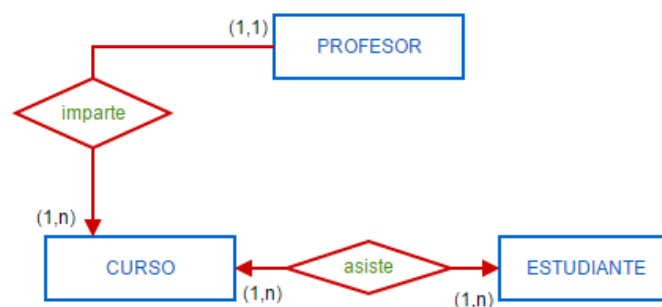 (1,1)
PROFESOR
imparte
(1,n)
CURSO
asiste
ESTUDIANTE
(1,n)
(1,n)